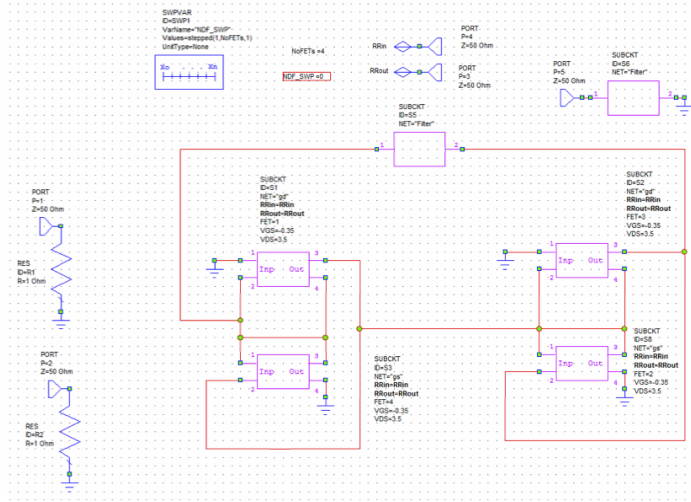 SWPVAR
ID=SWP1
VarName="NDF_SWP"
Values=stepped(1,NoFETs,1)
UnitType=None
Xo . . . Xn
NoFETs =4
NDF_SWP =0
RRin
PORT
P=4
Z=50 Ohm
RRout
PORT
P=3
Z=50 Ohm
PORT
P=5
Z=50 Ohm
SUBCKT
ID=S6
NET="Filter"
1
2
SUBCKT
ID=S5
NET="Filter"
1
2
SUBCKT
ID=S1
NET="gd"
RRin=RRin
RRout=RRout
FET=1
VGS=-0.35
VDS=3.5
1
3
Inp Out
2
4
SUBCKT
ID=S2
NET="gd"
RRin=RRin
RRout=RRout
FET=3
VGS=-0.35
VDS=3.5
1
3
Inp Out
2
4
PORT
P=1
Z=50 Ohm
RES
ID=R1
R=1 Ohm
PORT
P=2
Z=50 Ohm
RES
ID=R2
R=1 Ohm
1
3
Inp Out
2
4
SUBCKT
ID=S3
NET="gs"
RRin=RRin
RRout=RRout
FET=4
VGS=-0.35
VDS=3.5
1
3
Inp Out
2
4
SUBCKT
ID=S8
NET="gs"
RRin=RRin
RRout=RRout
FET=2
VGS=-0.35
VDS=3.5